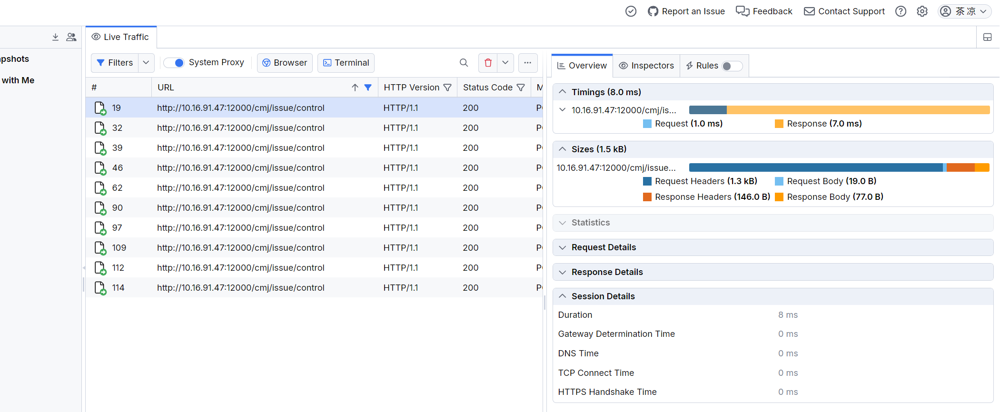 Report an Issue Feedback Contact Support 茶 凉
Live Traffic
pshots
with Me
Filters System Proxy Browser Terminal ...
# URL HTTP Version Status Code M
19 http://10.16.91.47:12000/cmj/issue/control HTTP/1.1 200
32 http://10.16.91.47:12000/cmj/issue/control HTTP/1.1 200
39 http://10.16.91.47:12000/cmj/issue/control HTTP/1.1 200
46 http://10.16.91.47:12000/cmj/issue/control HTTP/1.1 200
62 http://10.16.91.47:12000/cmj/issue/control HTTP/1.1 200
90 http://10.16.91.47:12000/cmj/issue/control HTTP/1.1 200
97 http://10.16.91.47:12000/cmj/issue/control HTTP/1.1 200
109 http://10.16.91.47:12000/cmj/issue/control HTTP/1.1 200
112 http://10.16.91.47:12000/cmj/issue/control HTTP/1.1 200
114 http://10.16.91.47:12000/cmj/issue/control HTTP/1.1 200
Overview Inspectors Rules
Timings (8.0 ms)
10.16.91.47:12000/cmj/is...
Request (1.0 ms) Response (7.0 ms)
Sizes (1.5 kB)
10.16.91.47:12000/cmj/issue...
Request Headers (1.3 kB) Request Body (19.0 B)
Response Headers (146.0 B) Response Body (77.0 B)
Statistics
Request Details
Response Details
Session Details
Duration 8 ms
Gateway Determination Time 0 ms
DNS Time 0 ms
TCP Connect Time 0 ms
HTTPS Handshake Time 0 ms